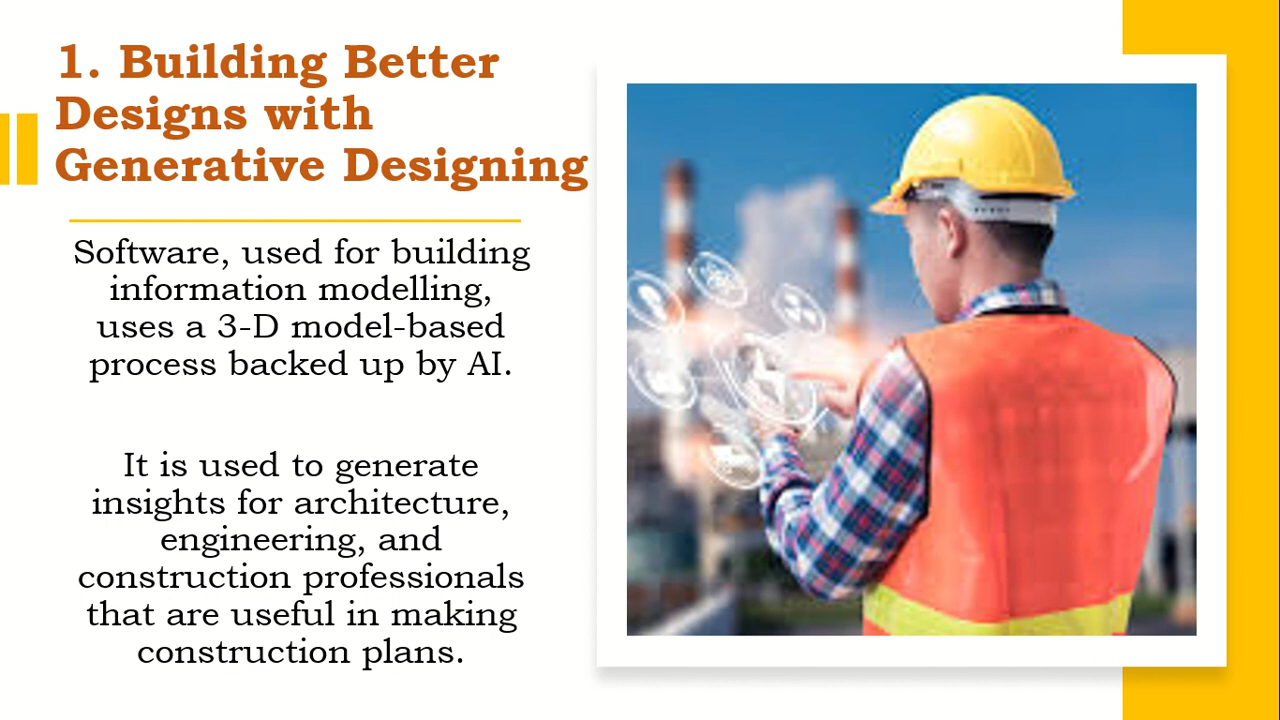 1. Building Better
Designs with
Generative Designing
Software, used for building
information modelling,
uses a 3-D model-based
process backed up by AI.
It is used to generate
insights for architecture,
engineering, and
construction professionals
that are useful in making
construction plans.